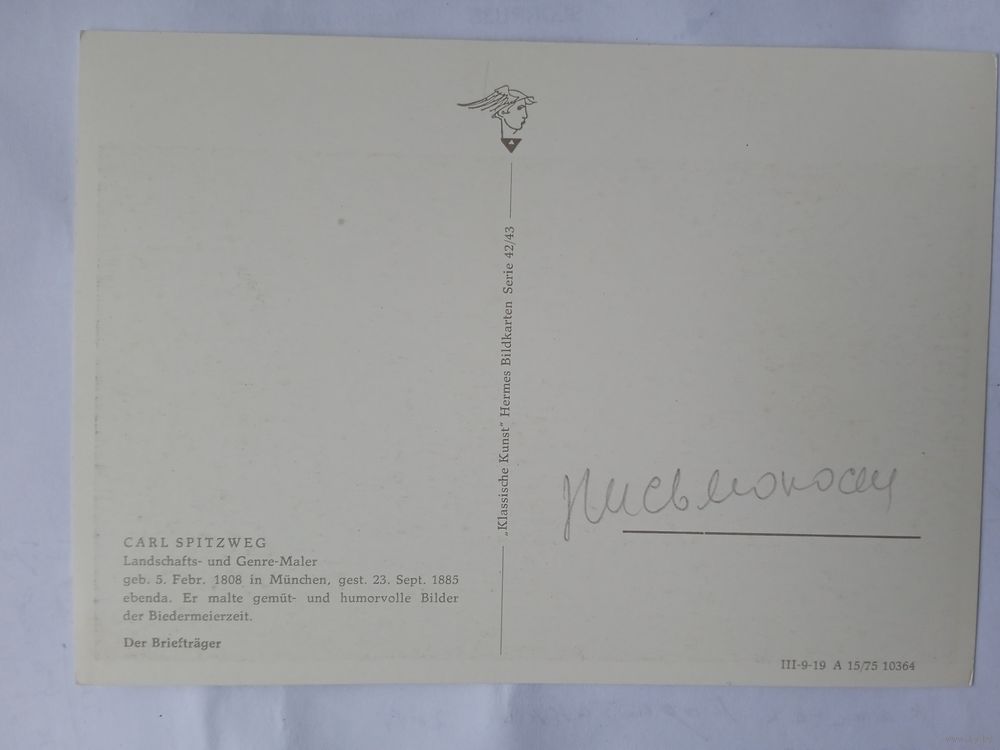 „Klassische Kunst" Hermes Bildkarten Serie 42/43
Письмоносец
CARL SPITZWEG
Landschafts- und Genre-Maler
geb. 5. Febr. 1808 in München, gest. 23. Sept. 1885
ebenda. Er malte gemüt- und humorvolle Bilder
der Biedermeierzeit.
Der Briefträger
III-9-19 A 15/75 10364